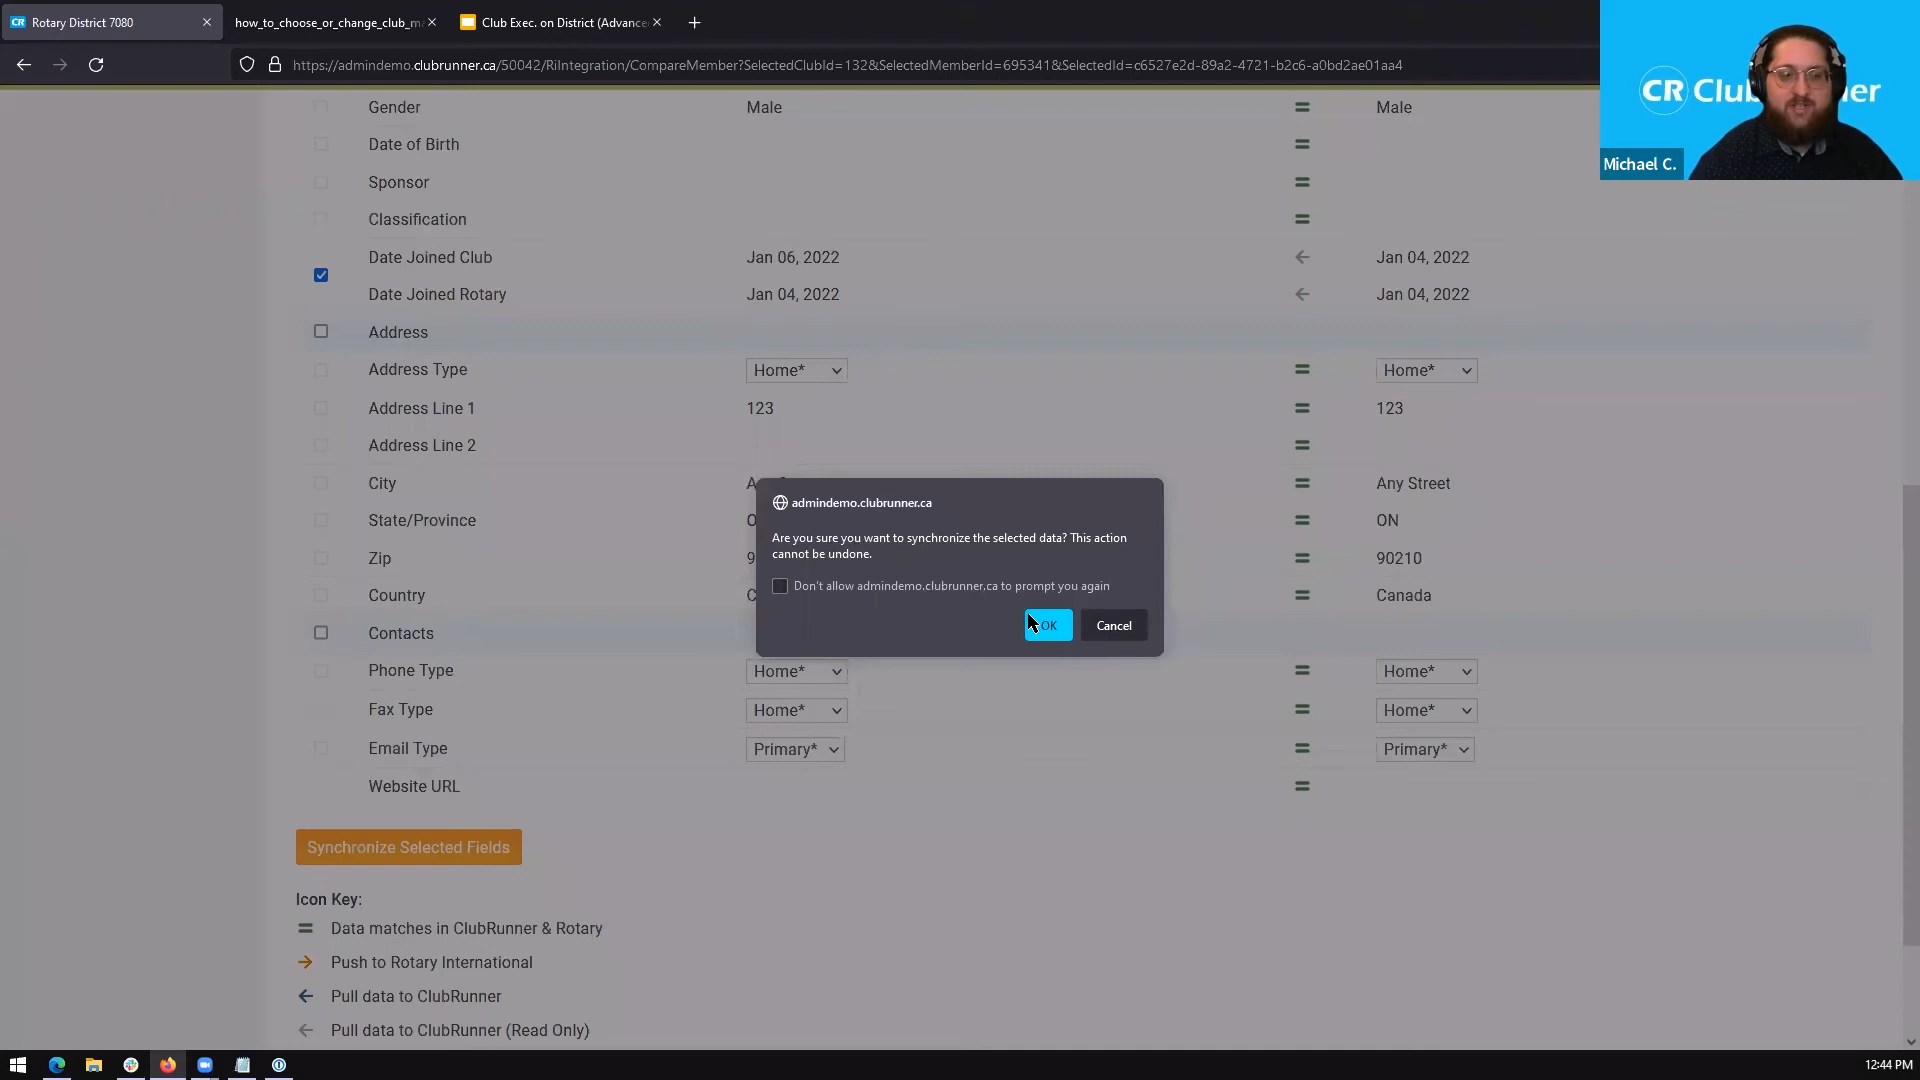 Rotary District 7080
how_to_choose_or_change_club_ma
Club Exec. on District (Advance
https://admindemo.clubrunner.ca/50042/RiIntegration/CompareMember?SelectedClubId=132&SelectedMemberId=695341&SelectedId=c6527e2d-89a2-4721-b2c6-a0bd2ae01aa4
CR Clu er
Michael C.
Gender Male Male
Date of Birth
Sponsor
Classification
Date Joined Club Jan 06, 2022 Jan 04, 2022
Date Joined Rotary Jan 04, 2022 Jan 04, 2022
Address
Address Type Home* Home*
Address Line 1 123 123
Address Line 2
City Any Street
State/Province ON
Zip 90210
Country Canada
Contacts
Phone Type Home* Home*
Fax Type Home* Home*
Email Type Primary* Primary*
Website URL
admindemo.clubrunner.ca
Are you sure you want to synchronize the selected data? This action
cannot be undone.
Don't allow admindemo.clubrunner.ca to prompt you again
OK Cancel
Synchronize Selected Fields
Icon Key:
Data matches in ClubRunner & Rotary
Push to Rotary International
Pull data to ClubRunner
Pull data to ClubRunner (Read Only)
12:44 PM